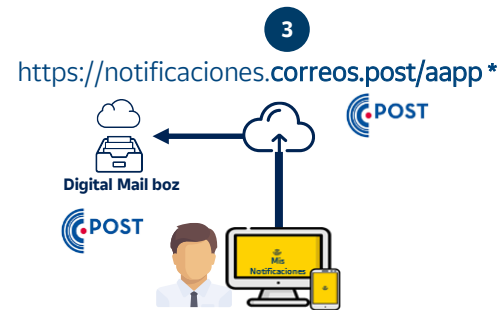 3
https://notificaciones.correos.post/aapp *
.POST
Digital Mail boz
.POST
Mis
Notificaciones